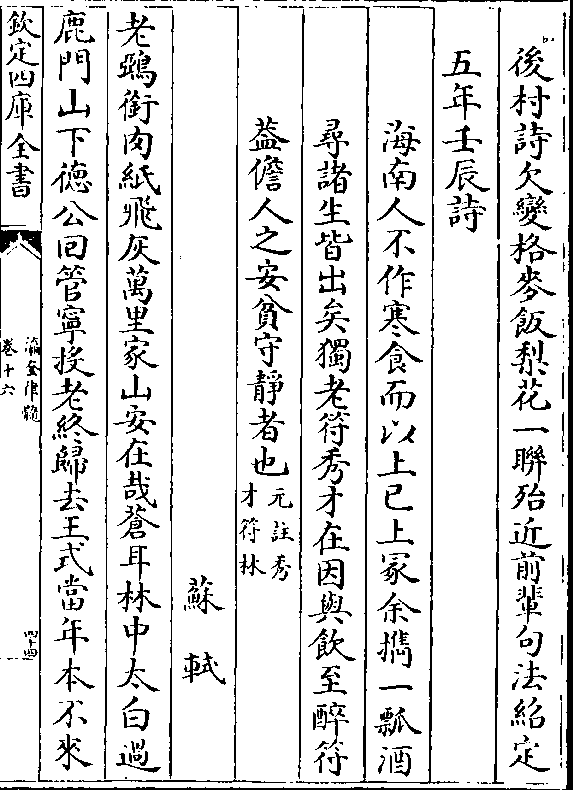 後村詩欠變格麥飯梨花一聯殆近前輩句法紹定
五年壬辰詩
海南人不作寒食而以上已上冢余攜一瓢酒
尋諸生皆出矣獨老符秀才在因與飲至醉符
葢儋人之安貧守靜者也元註秀
才符林
蘇軾
老鵶銜肉紙飛灰萬里家山安在哉蒼耳林中太白過
鹿門山下德公回管寧投老終歸去王式當年本不來
欽定四庫全書
瀛奎律髓
卷十六
四十四